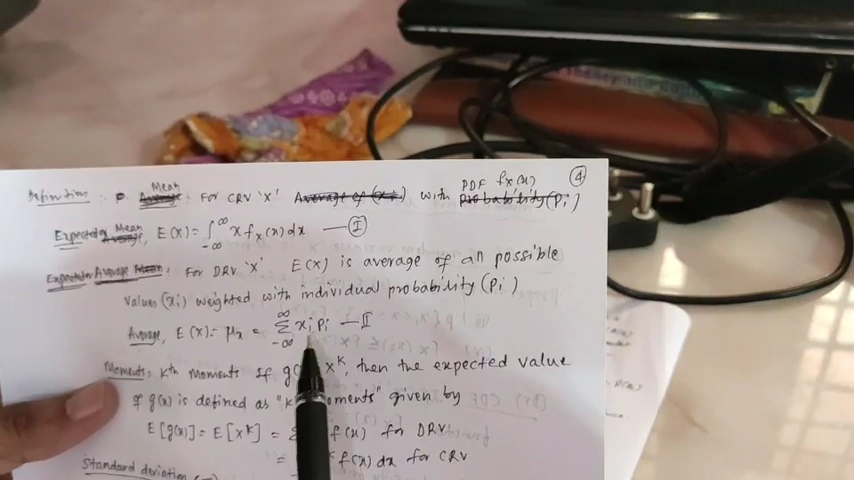 ④
Definition: Mean For CRV 'X' Average of (xi) with PDF fx(x) probability (Pi)
Expected Mean, E(X) = ∫_{-∞}^{∞} x fx(x) dx — Ⅰ
Expected Average Mean: For DRV 'X' E(X) is average of all possible
values (xi) weighted with individual probability (Pi)
Average, E(X) = μx = Σ_{-∞}^{∞} xi Pi — Ⅱ
Moments: Kth Moments If g(x) x^K, then the expected value
of g(x) is defined as "K moments" given by
E[g(x)] = E[X^K] = f(x) for DRV
= f(x) dx for CRV
Standard deviation